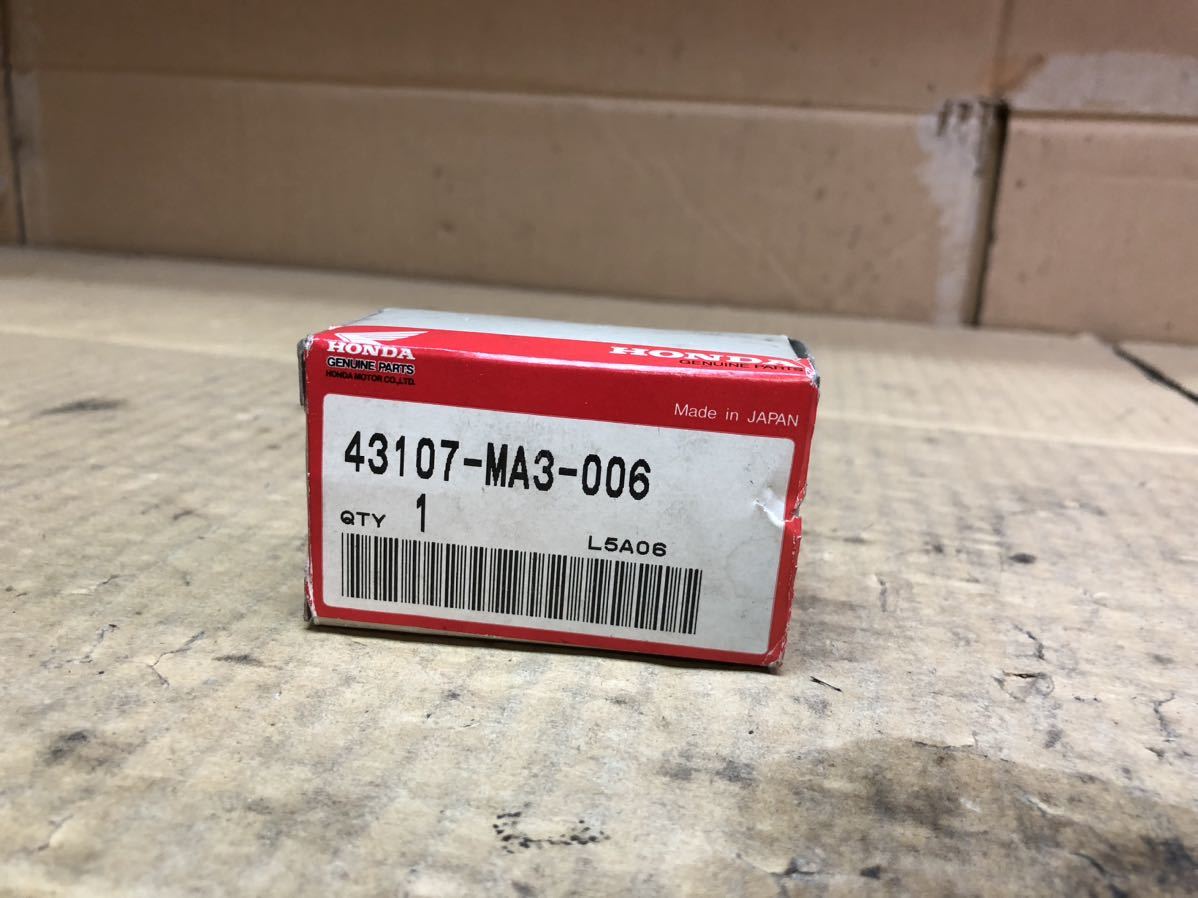 HONDA
GENUINE PARTS
HONDA MOTOR CO.,LTD.
HONDA
GENUINE PARTS
Made in JAPAN
43107-MA3-006
QTY 1
L5A06